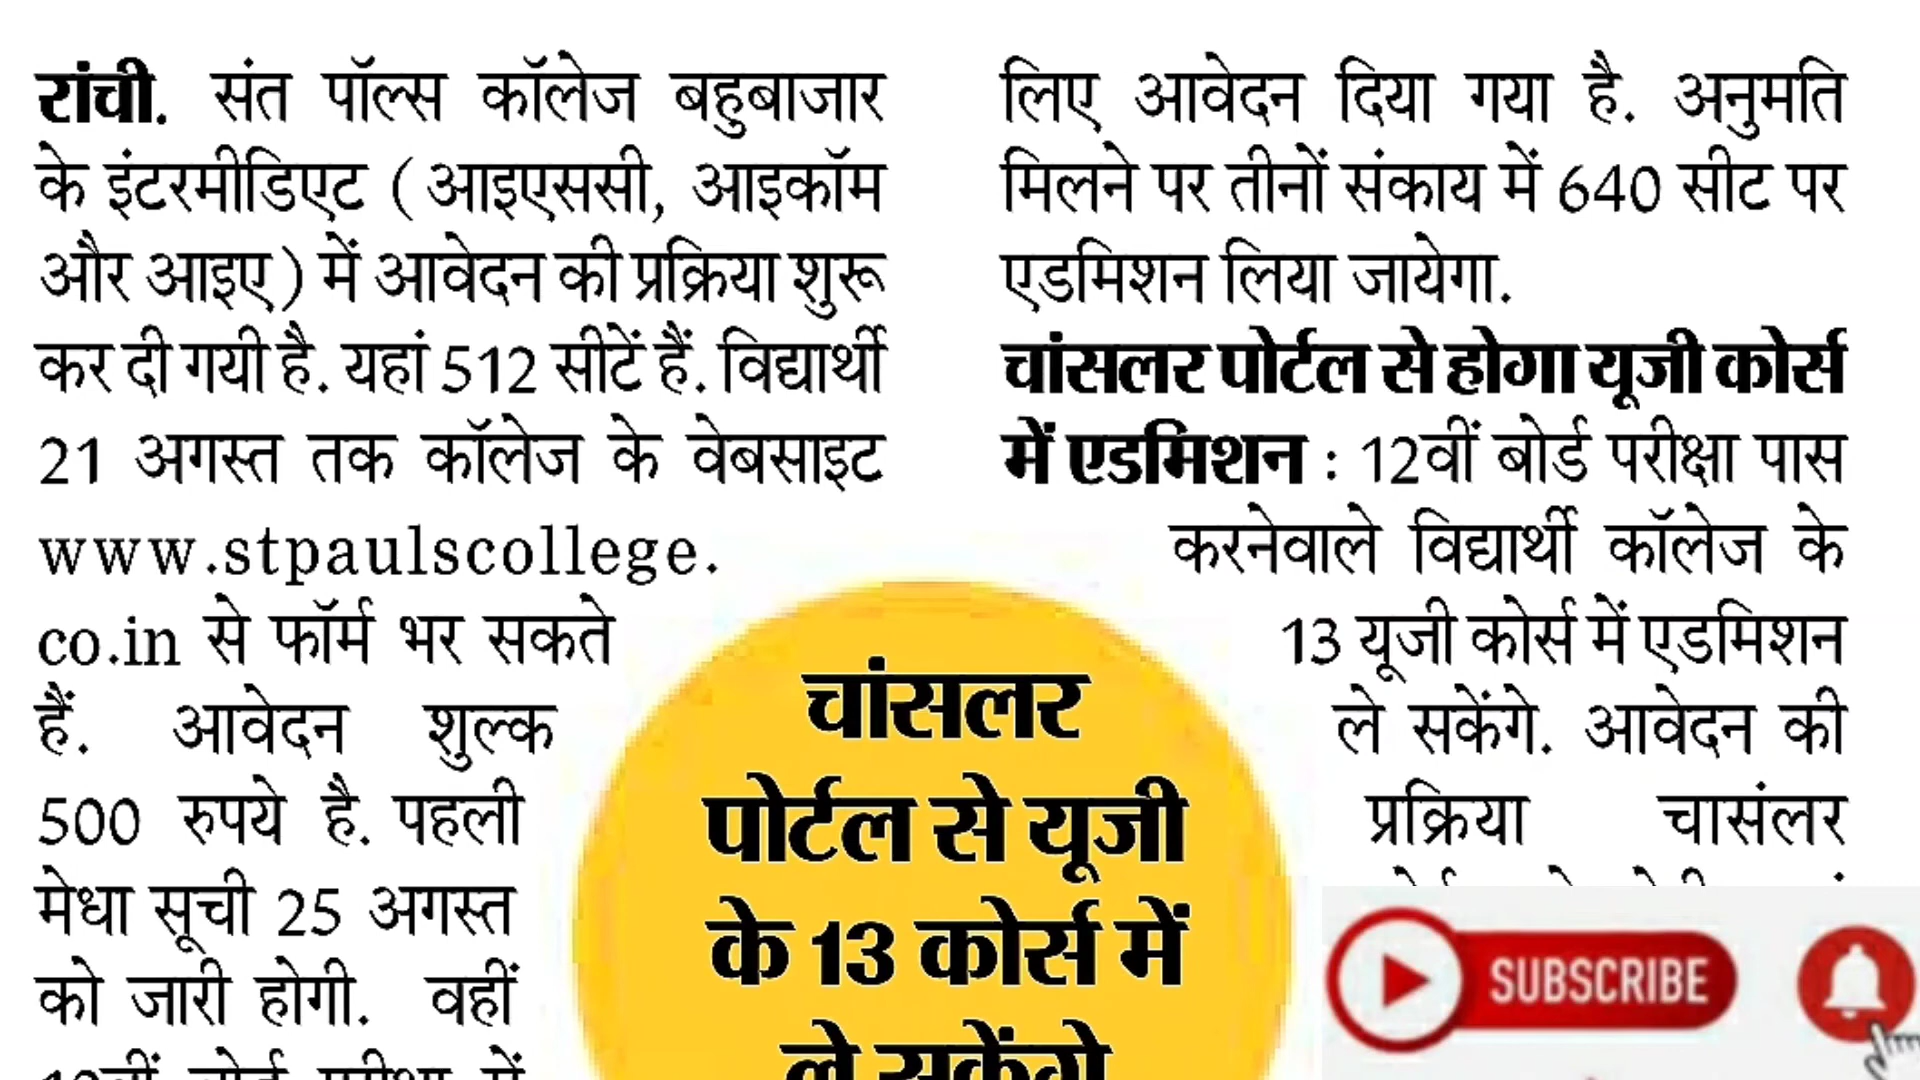 रांची. संत पॉल्स कॉलेज बहुबाजार
के इंटरमीडिएट (आइएससी, आइकॉम
और आइए) में आवेदन की प्रक्रिया शुरू
कर दी गयी है. यहां 512 सीटें हैं. विद्यार्थी
21 अगस्त तक कॉलेज के वेबसाइट
www.stpaulscollege.
co.in से फॉर्म भर सकते
हैं. आवेदन शुल्क
500 रुपये है. पहली
मेधा सूची 25 अगस्त
को जारी होगी. वहीं
लिए आवेदन दिया गया है. अनुमति
मिलने पर तीनों संकाय में 640 सीट पर
एडमिशन लिया जायेगा.
चांसलर पोर्टल से होगा यूजी कोर्स
में एडमिशन : 12वीं बोर्ड परीक्षा पास
करनेवाले विद्यार्थी कॉलेज के
13 यूजी कोर्स में एडमिशन
ले सकेंगे. आवेदन की
प्रक्रिया चासंलर
चांसलर
पोर्टल से यूजी
के 13 कोर्स में
ले सकेंगे
SUBSCRIBE